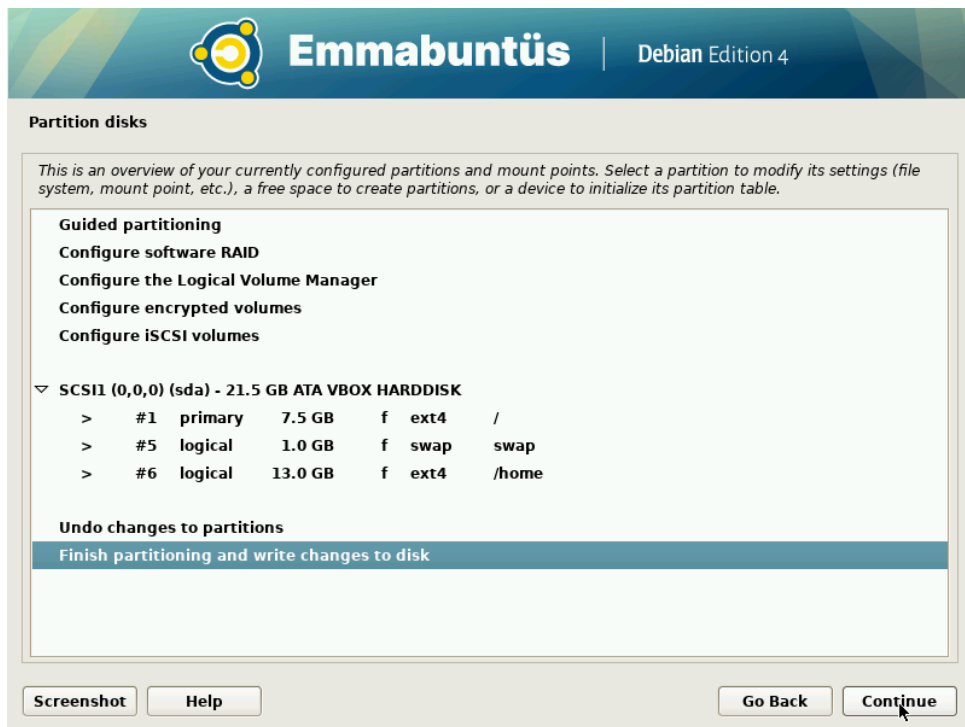 Emmabuntüs | Debian Edition 4
Partition disks
This is an overview of your currently configured partitions and mount points. Select a partition to modify its settings (file
system, mount point, etc.), a free space to create partitions, or a device to initialize its partition table.
Guided partitioning
Configure software RAID
Configure the Logical Volume Manager
Configure encrypted volumes
Configure iSCSI volumes
SCSI1 (0,0,0) (sda) - 21.5 GB ATA VBOX HARDDISK
> #1 primary 7.5 GB f ext4 /
> #5 logical 1.0 GB f swap swap
> #6 logical 13.0 GB f ext4 /home
Undo changes to partitions
Finish partitioning and write changes to disk
Screenshot Help Go Back Continue